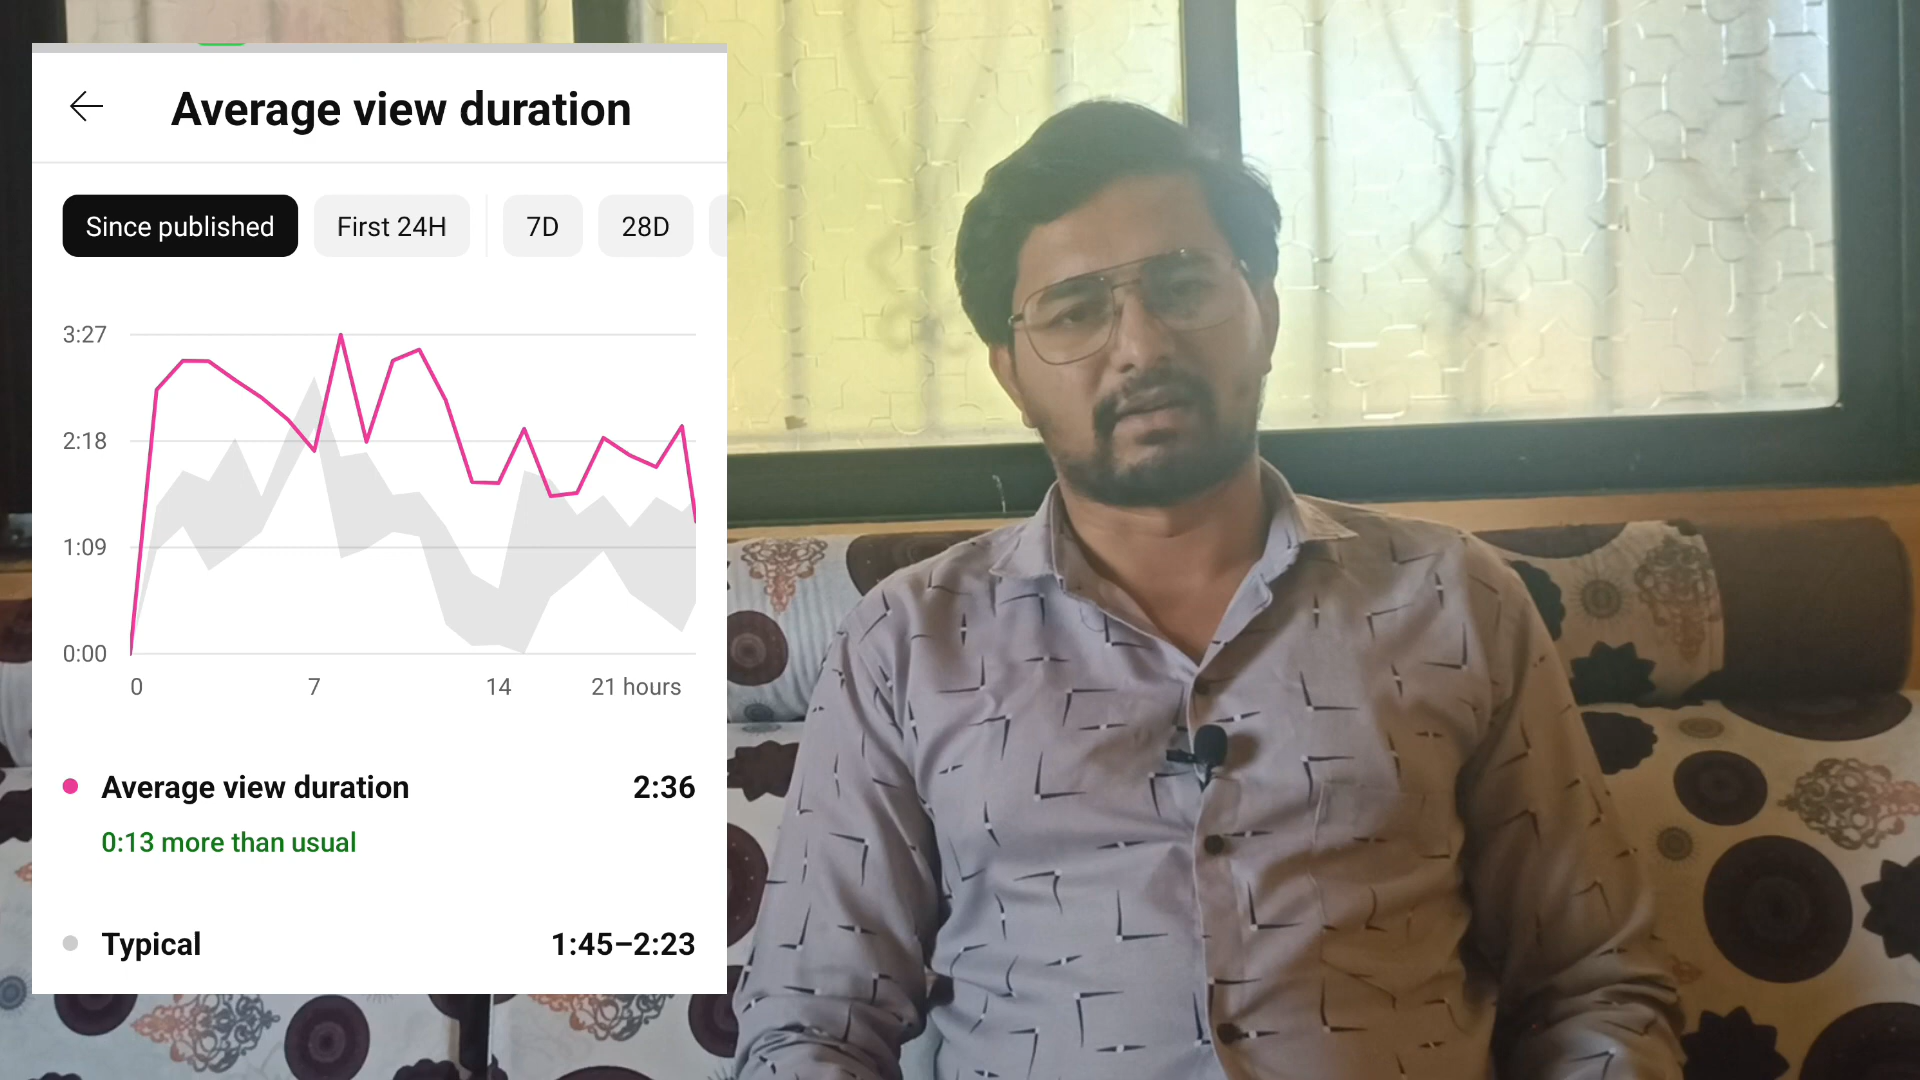 Average view duration
Since published First 24H 7D 28D
3:27
2:18
1:09
0:00
0 7 14 21 hours
Average view duration 2:36
0:13 more than usual
Typical 1:45–2:23